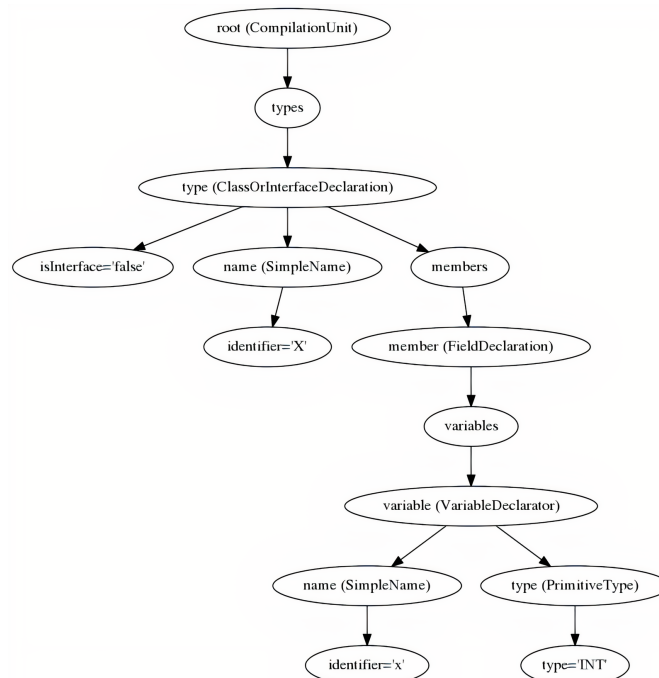 root (CompilationUnit)
types
type (ClassOrInterfaceDeclaration)
isInterface='false'
name (SimpleName)
members
identifier='X'
member (FieldDeclaration)
variables
variable (VariableDeclarator)
name (SimpleName)
type (PrimitiveType)
identifier='x'
type='INT'